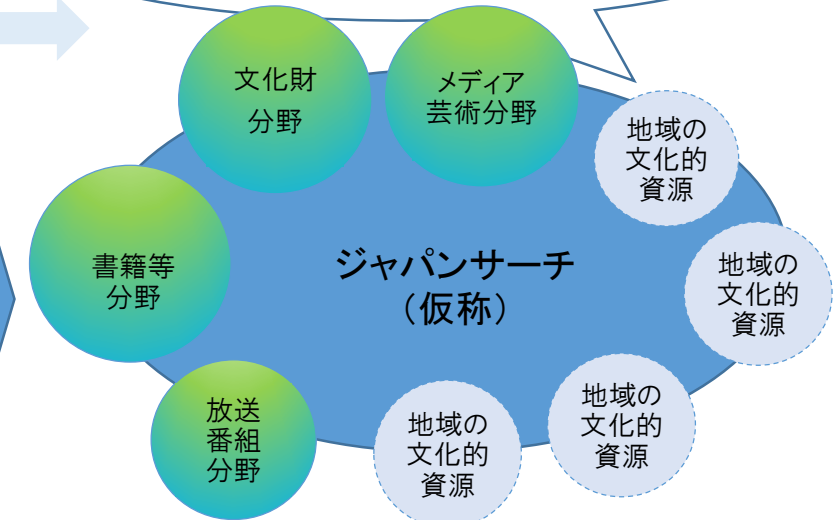 文化財
分野
メディア
芸術分野
地域の
文化的
資源
書籍等
分野
ジャパンサーチ
（仮称）
地域の
文化的
資源
放送
番組
分野
地域の
文化的
資源
地域の
文化的
資源